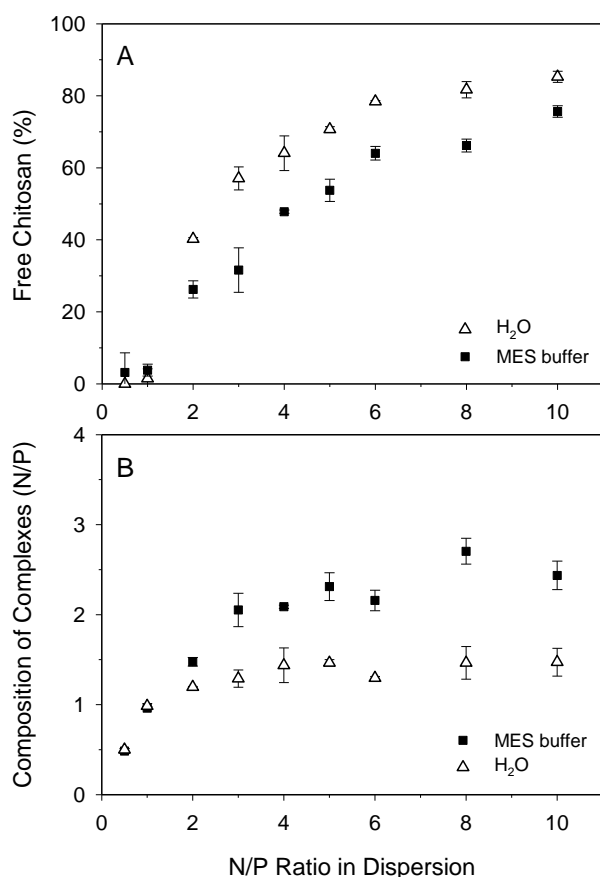 A
Free Chitosan (%)
100
80
60
40
20
0
H₂O
MES buffer
0 2 4 6 8 10
B
Composition of Complexes (N/P)
4
3
2
1
0
MES buffer
H₂O
0 2 4 6 8 10
N/P Ratio in Dispersion